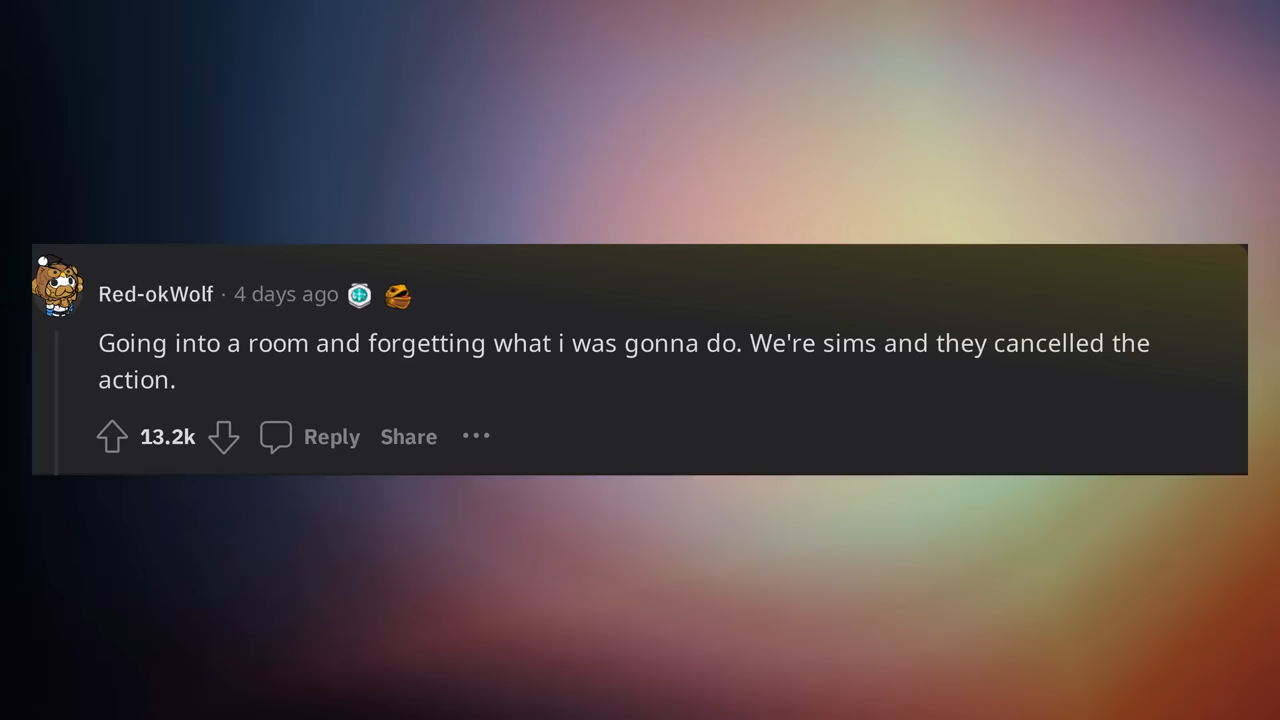 Red-okWolf · 4 days ago
Going into a room and forgetting what i was gonna do. We're sims and they cancelled the
action.
13.2k Reply Share ···